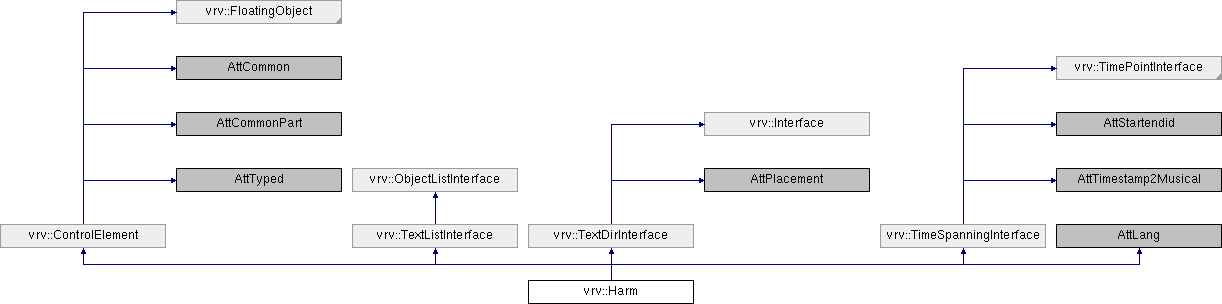 vrv::FloatingObject
AttCommon
vrv::TimePointInterface
AttCommonPart
vrv::Interface
AttStartendid
AttTyped
vrv::ObjectListInterface
AttPlacement
AttTimestamp2Musical
vrv::ControlElement
vrv::TextListInterface
vrv::TextDirInterface
vrv::TimeSpanningInterface
AttLang
vrv::Harm